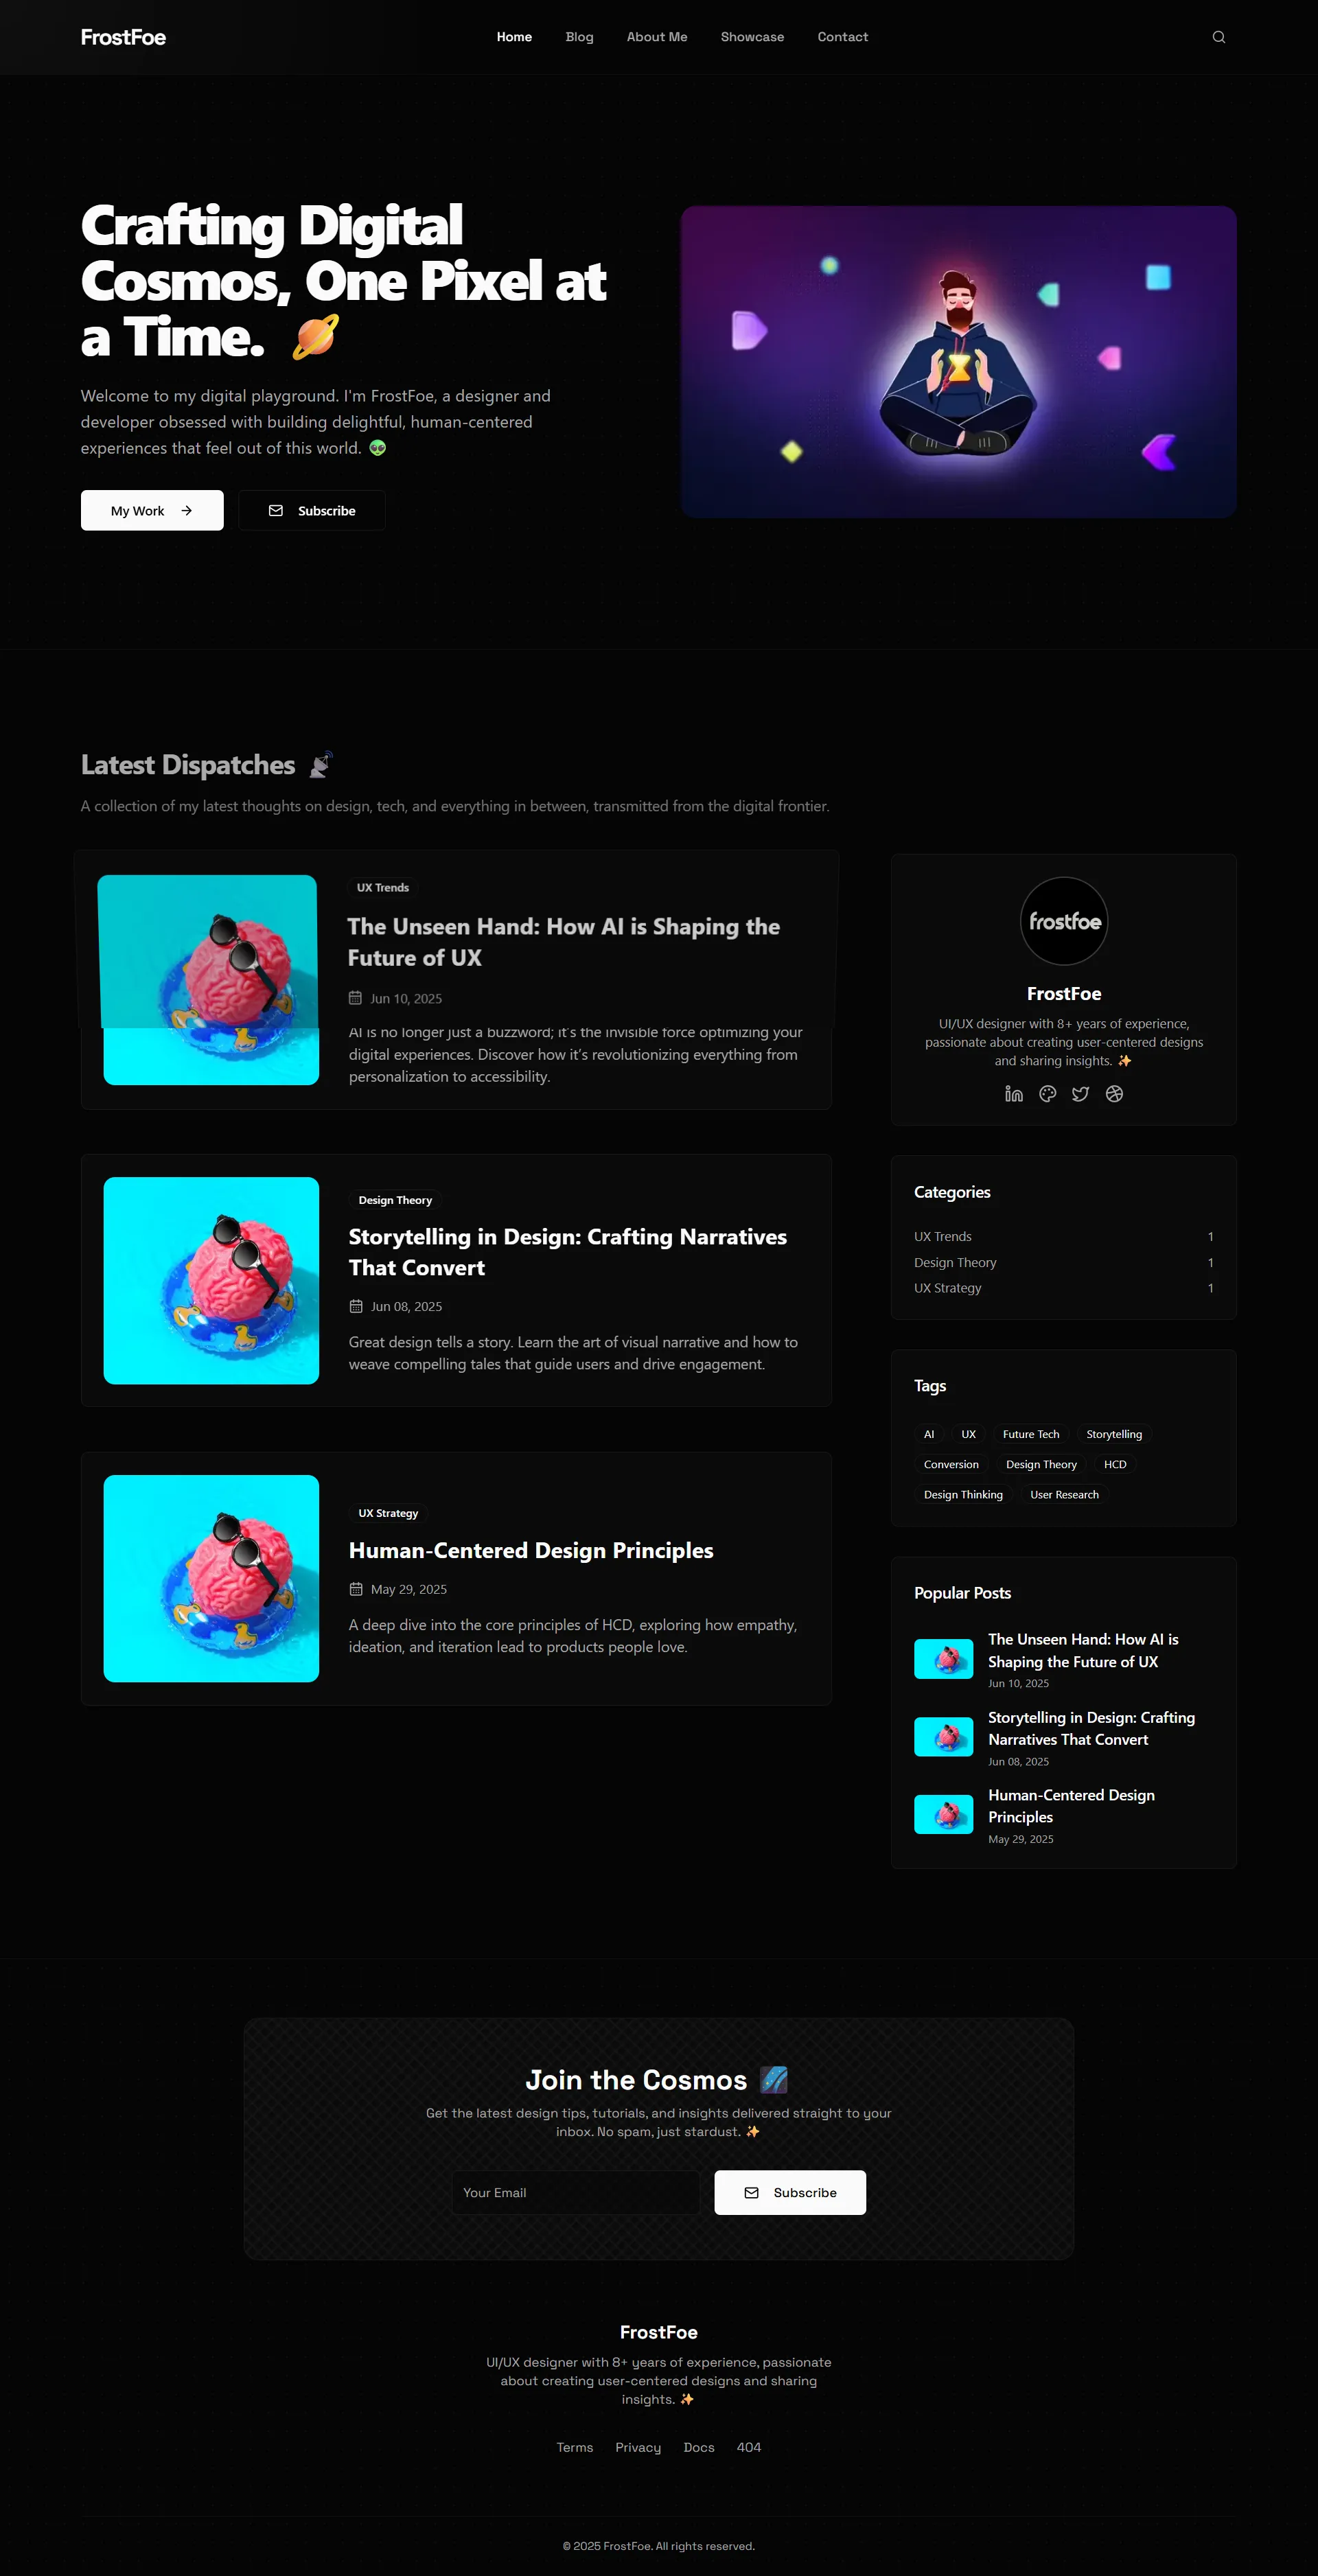 FrostFoe
Home
Blog
About Me
Showcase
Contact
Crafting Digital
Cosmos, One Pixel at
a Time. 🪐
Welcome to my digital playground. I'm FrostFoe, a designer and
developer obsessed with building delightful, human-centered
experiences that feel out of this world. 👽
My Work
Subscribe
Latest Dispatches 📡
A collection of my latest thoughts on design, tech, and everything in between, transmitted from the digital frontier.
UX Trends
The Unseen Hand: How AI is Shaping the
Future of UX
Jun 10, 2025
AI is no longer just a buzzword; it's the invisible force optimizing your
digital experiences. Discover how it's revolutionizing everything from
personalization to accessibility.
Design Theory
Storytelling in Design: Crafting Narratives
That Convert
Jun 08, 2025
Great design tells a story. Learn the art of visual narrative and how to
weave compelling tales that guide users and drive engagement.
UX Strategy
Human-Centered Design Principles
May 29, 2025
A deep dive into the core principles of HCD, exploring how empathy,
ideation, and iteration lead to products people love.
frostfoe
FrostFoe
UI/UX designer with 8+ years of experience,
passionate about creating user-centered designs
and sharing insights. ✨
Categories
UX Trends 1
Design Theory 1
UX Strategy 1
Tags
AI UX Future Tech Storytelling
Conversion Design Theory HCD
Design Thinking User Research
Popular Posts
The Unseen Hand: How AI is
Shaping the Future of UX
Jun 10, 2025
Storytelling in Design: Crafting
Narratives That Convert
Jun 08, 2025
Human-Centered Design
Principles
May 29, 2025
Join the Cosmos 🌌
Get the latest design tips, tutorials, and insights delivered straight to your
inbox. No spam, just stardust. ✨
Your Email
Subscribe
FrostFoe
UI/UX designer with 8+ years of experience, passionate
about creating user-centered designs and sharing
insights. ✨
Terms Privacy Docs 404
© 2025 FrostFoe. All rights reserved.